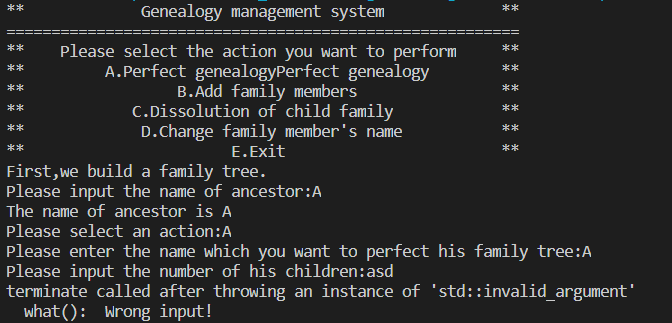 ** Genealogy management system **
=========================================================
** Please select the action you want to perform **
** A.Perfect genealogyPerfect genealogy **
** B.Add family members **
** C.Dissolution of child family **
** D.Change family member's name **
** E.Exit **
First,we build a family tree.
Please input the name of ancestor:A
The name of ancestor is A
Please select an action:A
Please enter the name which you want to perfect his family tree:A
Please input the number of his children:asd
terminate called after throwing an instance of 'std::invalid_argument'
what(): Wrong input!